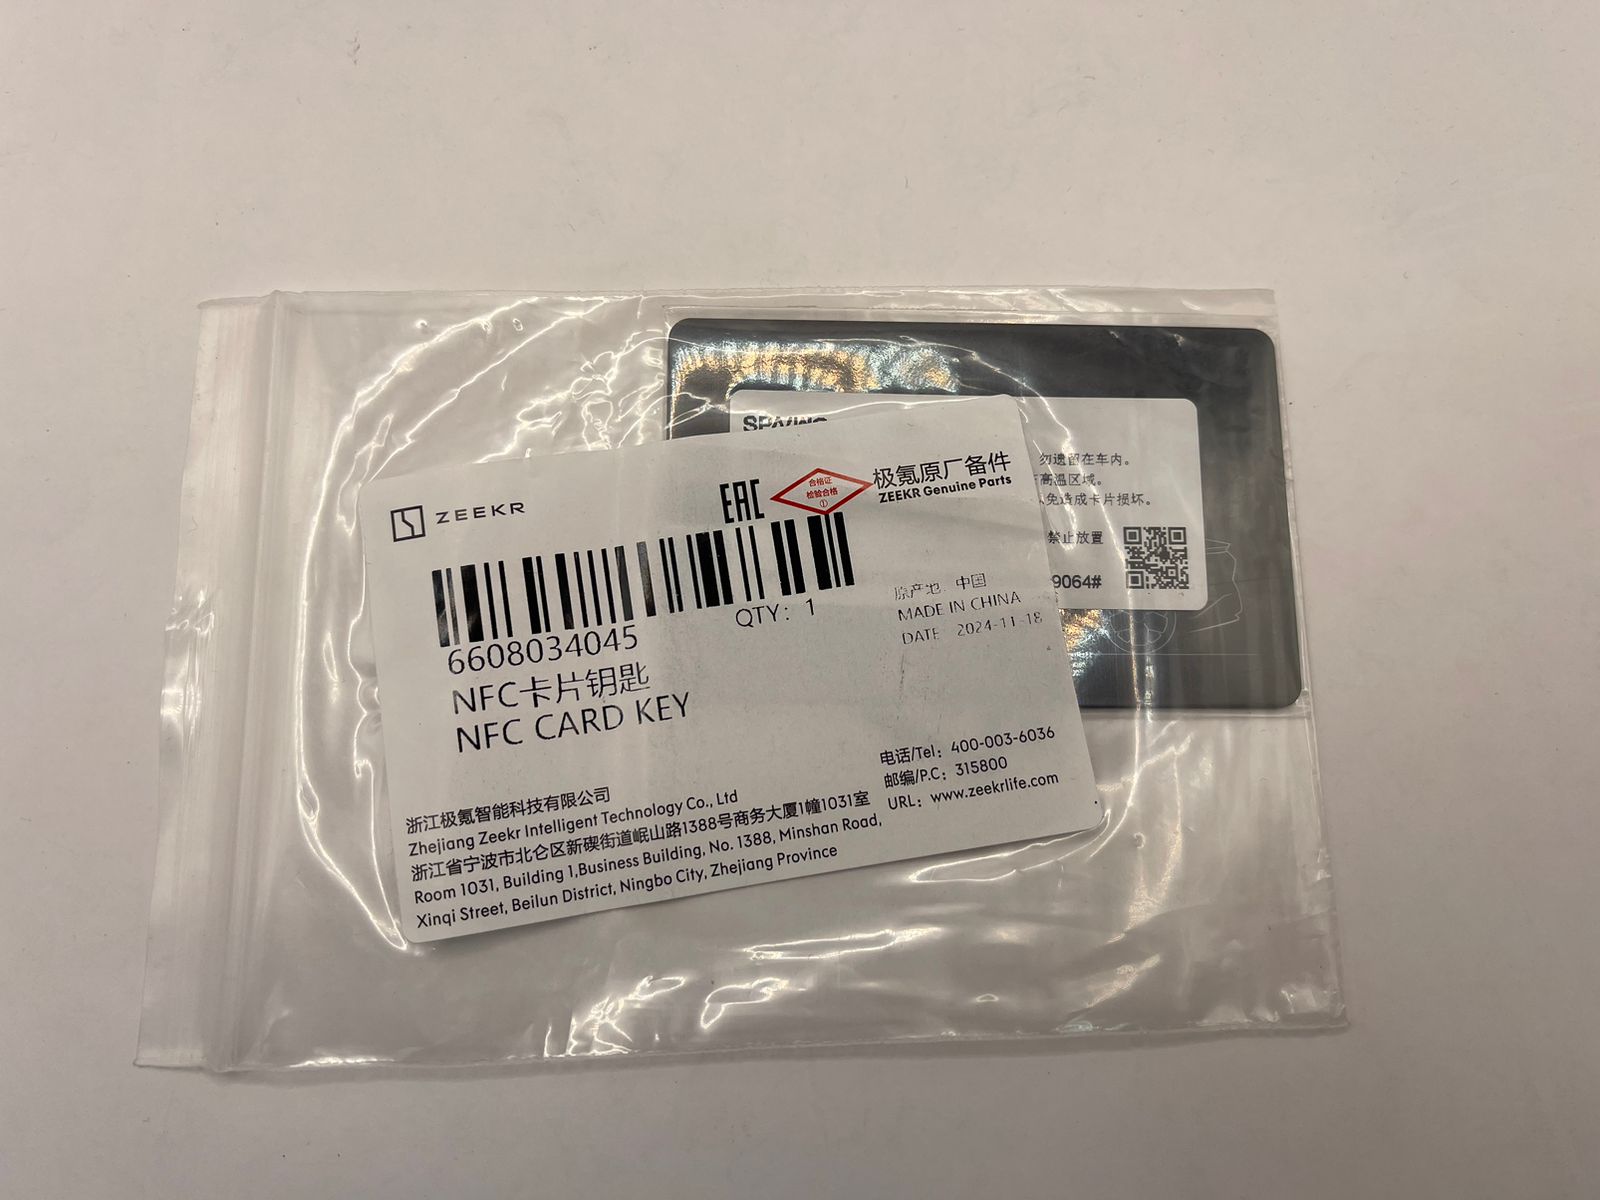 ZEEKR
EAC
合格证
检验合格
①
极氪原厂备件
ZEEKR Genuine Parts
6608034045
QTY: 1
NFC卡片钥匙
NFC CARD KEY
原产地 中国
MADE IN CHINA
DATE 2024-11-18
浙江极氪智能科技有限公司
Zhejiang Zeekr Intelligent Technology Co., Ltd
浙江省宁波市北仑区新碶街道岷山路1388号商务大厦1幢1031室
Room 1031, Building 1,Business Building, No. 1388, Minshan Road,
Xinqi Street, Beilun District, Ningbo City, Zhejiang Province
电话/Tel: 400-003-6036
邮编/P.C: 315800
URL: www.zeekrlife.com
勿遗留在车内。
高温区域。
免造成卡片损坏。
禁止放置
9064#